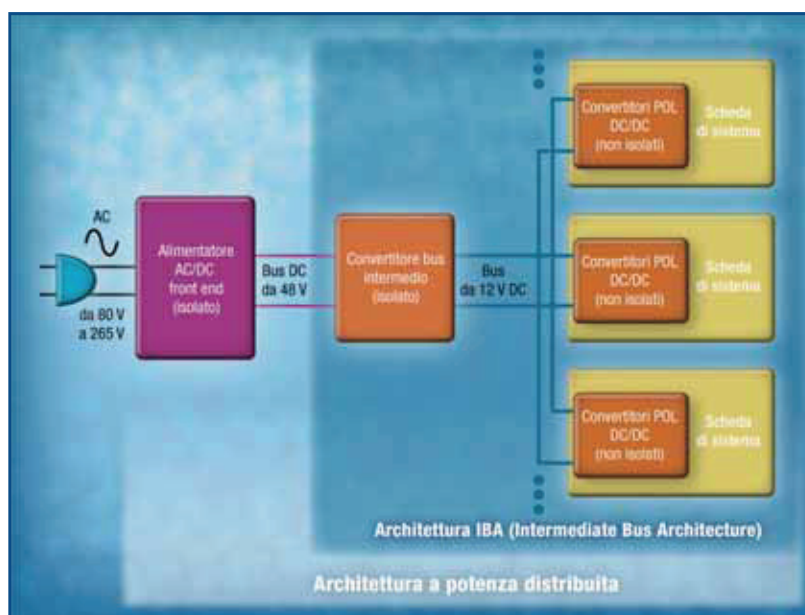 AC
da 80 V
a 265 V
Alimentatore
AC/DC
front end
(isolato)
Bus DC
da 48 V
Convertitore bus
intermedio
(isolato)
Bus
da 12 V DC
Convertitori POL
DC/DC
(non isolati)
Scheda
di sistema
Convertitori POL
DC/DC
(non isolati)
Scheda
di sistema
Convertitori POL
DC/DC
(non isolati)
Scheda
di sistema
Architettura IBA (Intermediate Bus Architecture)
Architettura a potenza distribuita